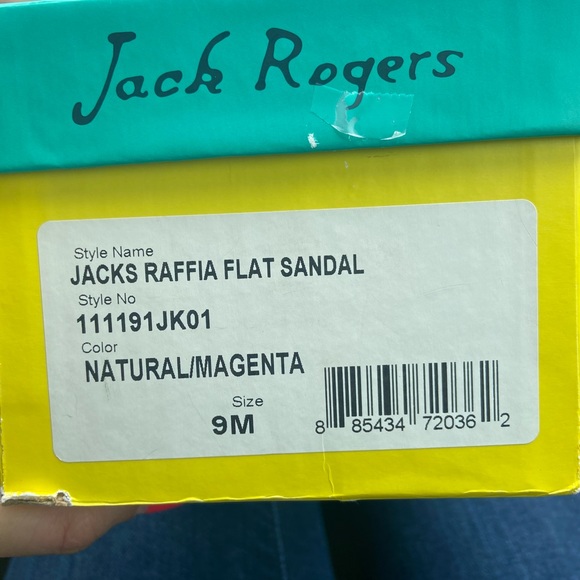 Jack Rogers
Style Name
JACKS RAFFIA FLAT SANDAL
Style No
111191JK01
Color
NATURAL/MAGENTA
Size
9M
8 85434 72036 2